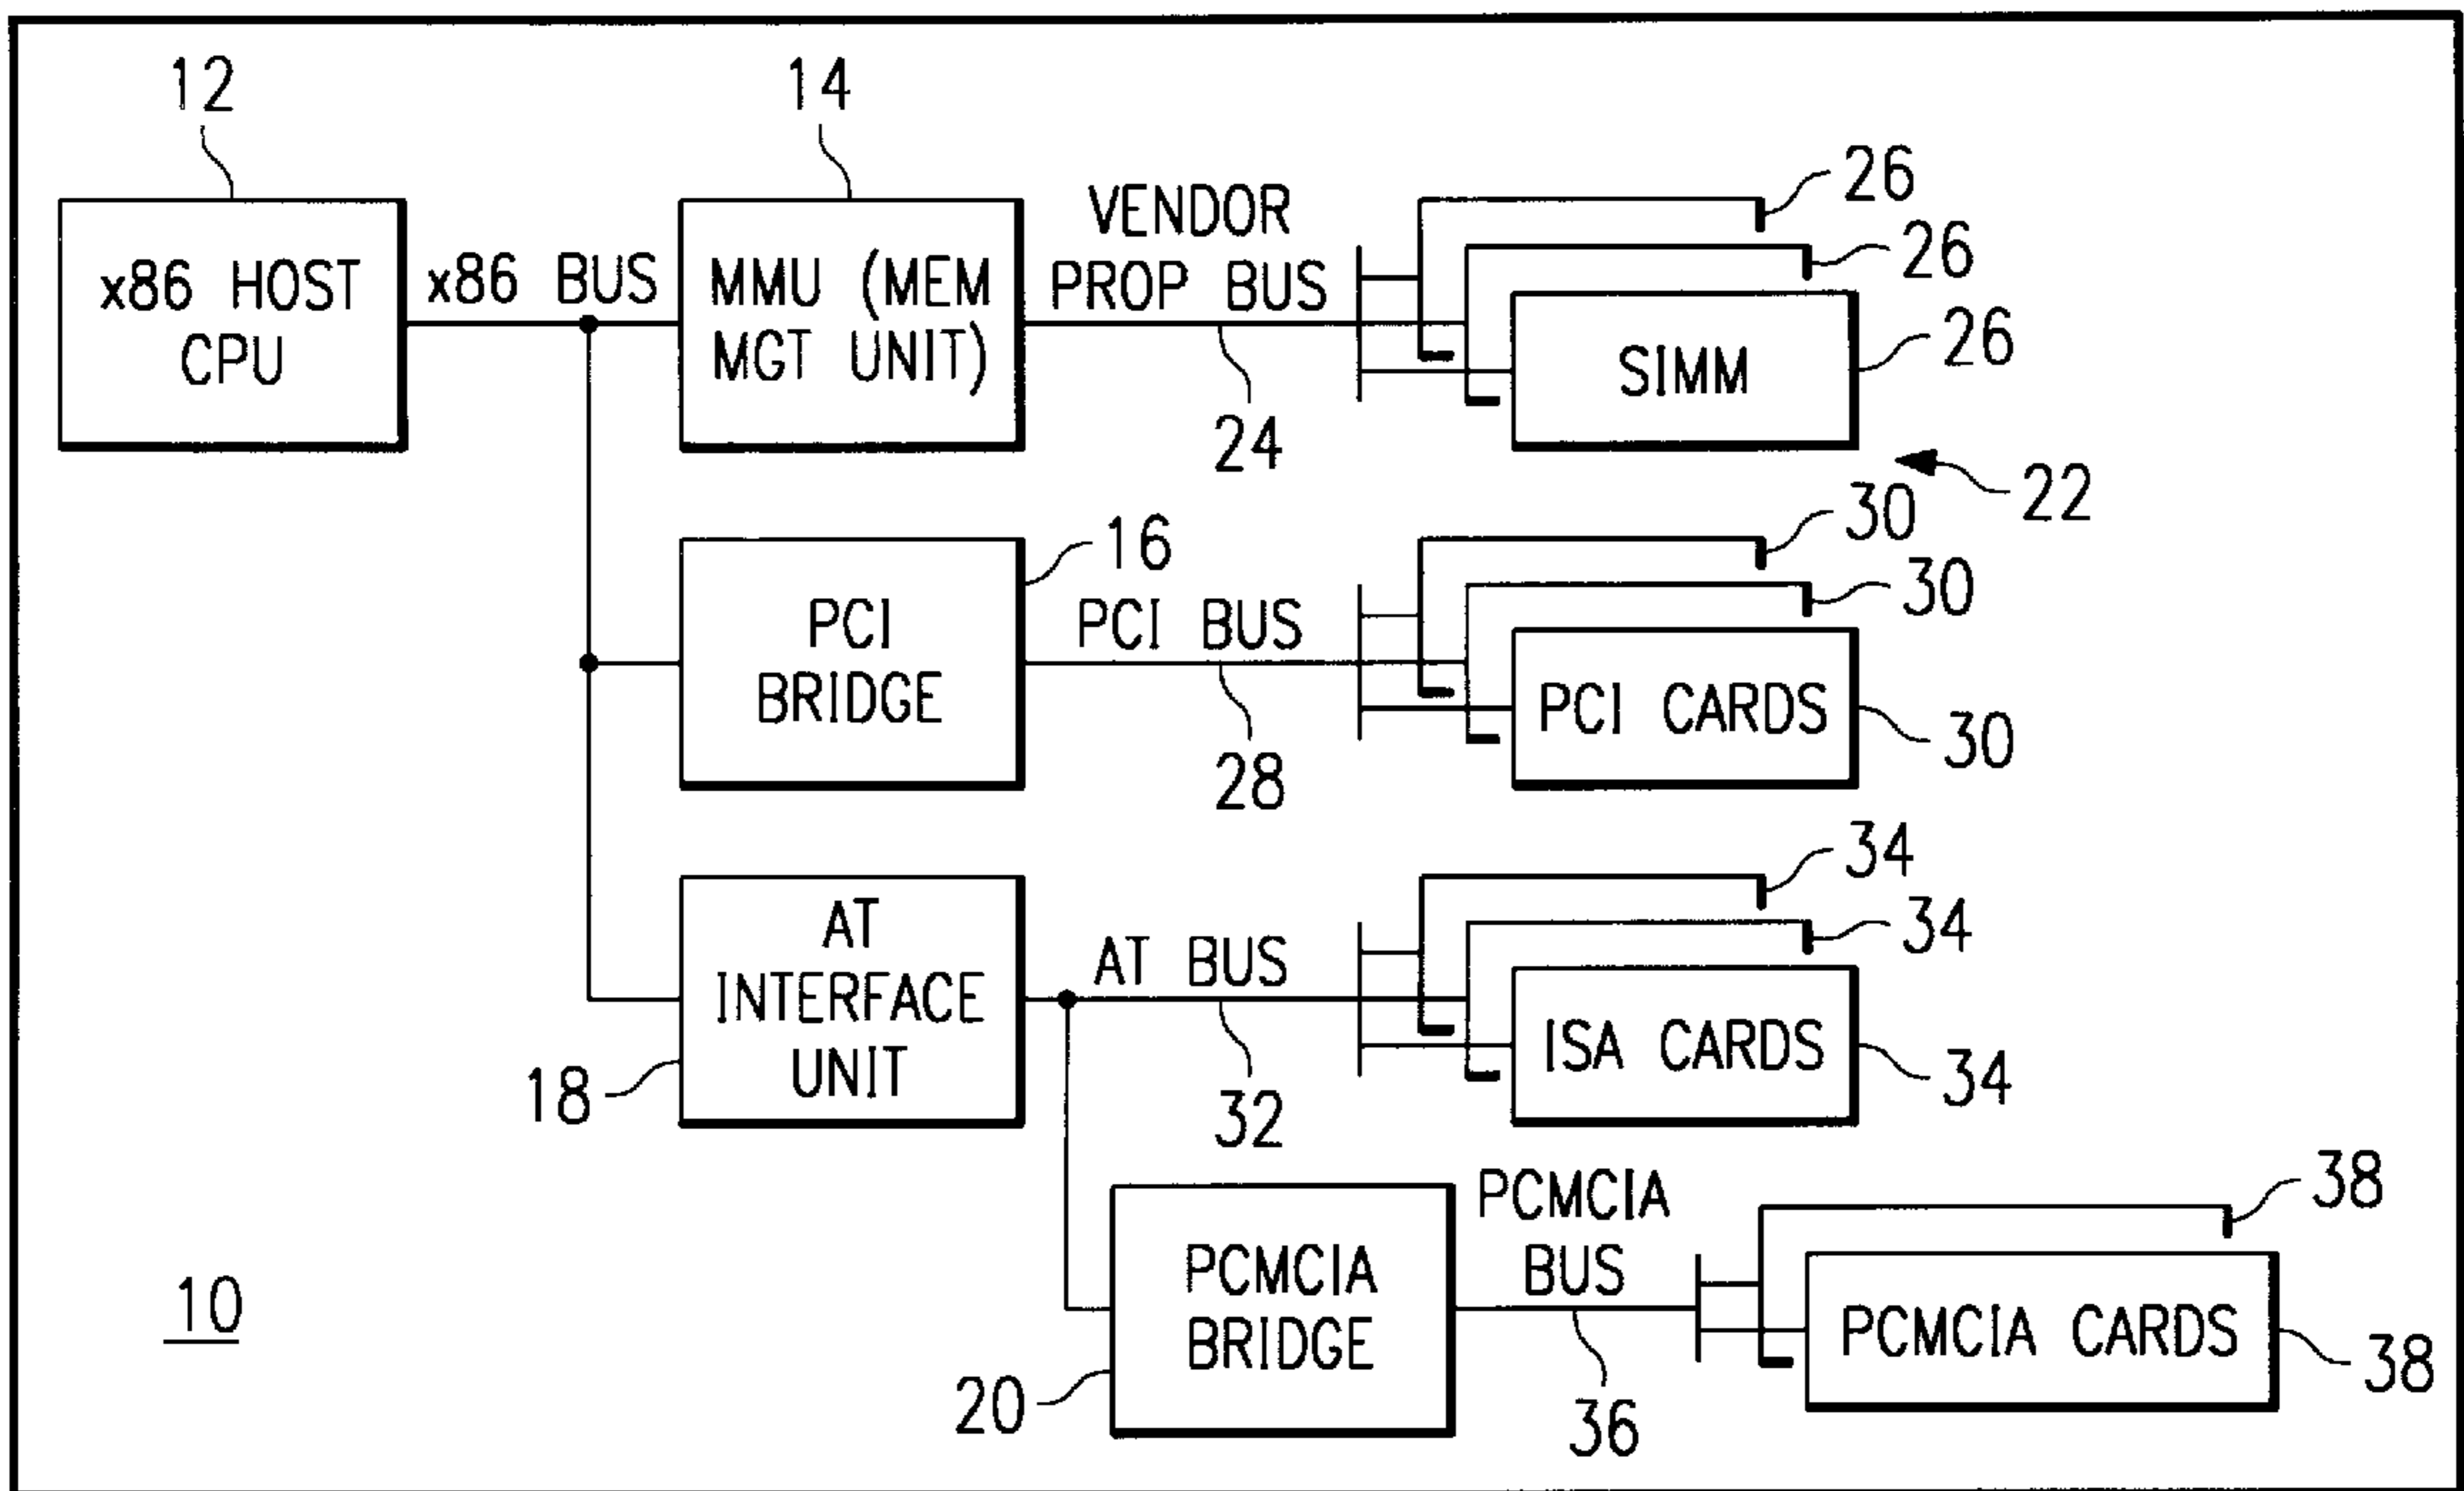 12
14
x86 HOST
CPU
x86 BUS
MMU (MEM
MGT UNIT)
VENDOR
PROP BUS
24
26
26
SIMM
26
22
PCI
BRIDGE
16
PCI BUS
28
30
30
PCI CARDS
30
AT
INTERFACE
UNIT
18
AT BUS
32
34
34
ISA CARDS
34
10
PCMCIA
BRIDGE
20
PCMCIA
BUS
36
38
PCMCIA CARDS
38